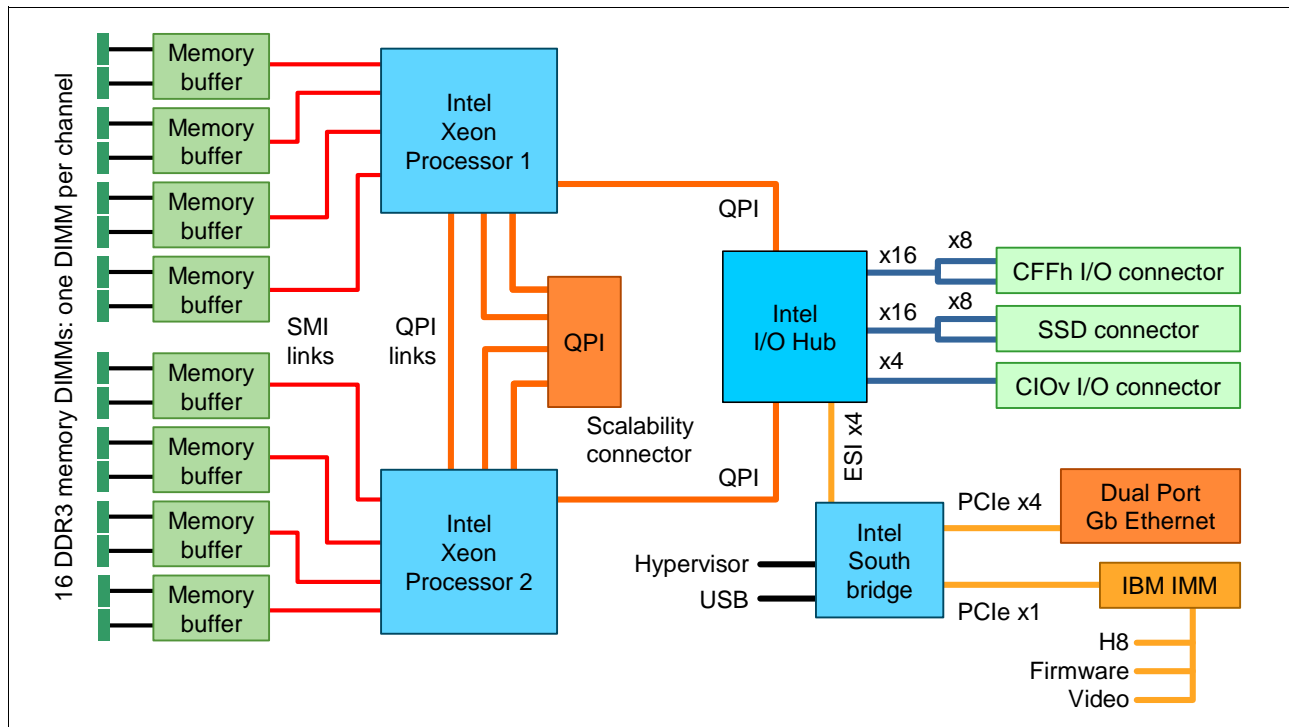 16 DDR3 memory DIMMs: one DIMM per channel
Memory
buffer
Memory
buffer
Memory
buffer
Memory
buffer
Memory
buffer
Memory
buffer
Memory
buffer
Memory
buffer
SMI
links
QPI
links
Intel
Xeon
Processor 1
Intel
Xeon
Processor 2
QPI
Scalability
connector
QPI
QPI
Intel
I/O Hub
x16
x8
CFFh I/O connector
x16
x8
SSD connector
x4
CIOv I/O connector
ESI x4
Intel
South
bridge
Hypervisor
USB
PCIe x4
Dual Port
Gb Ethernet
PCIe x1
IBM IMM
H8
Firmware
Video